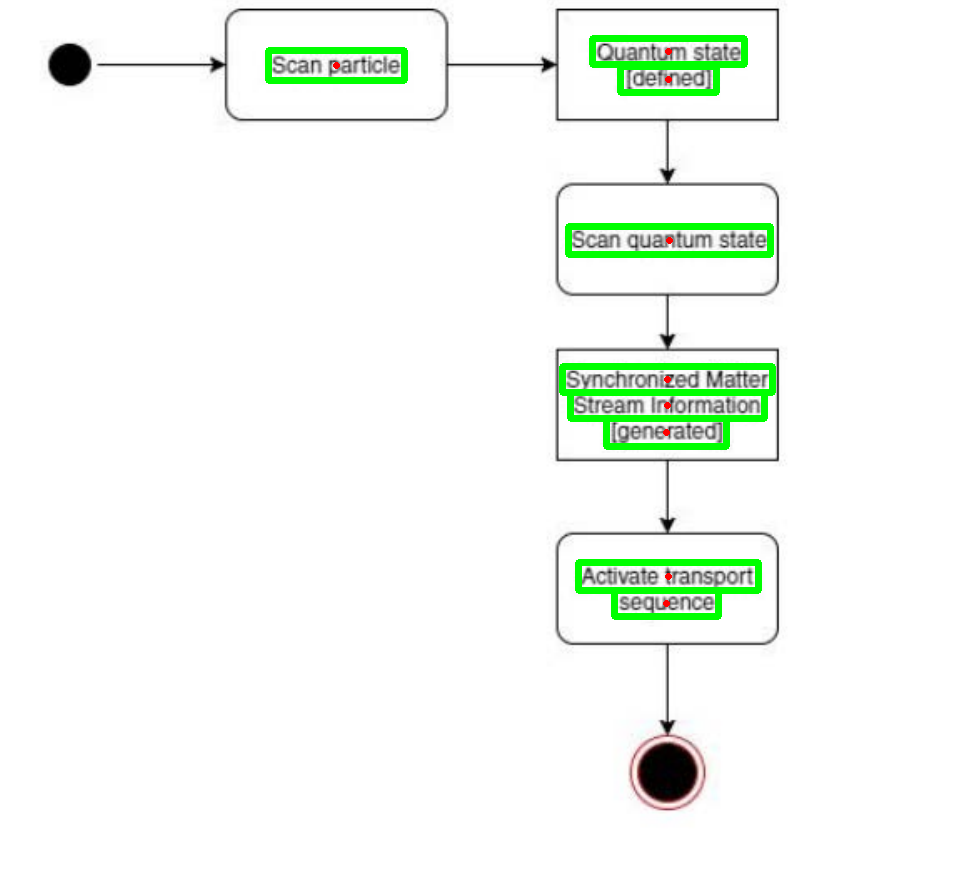 Scan particle
Quantum state
[defined]
Scan quantum state
Synchronized Matter
Stream Information
[generated]
Activate transport
sequence